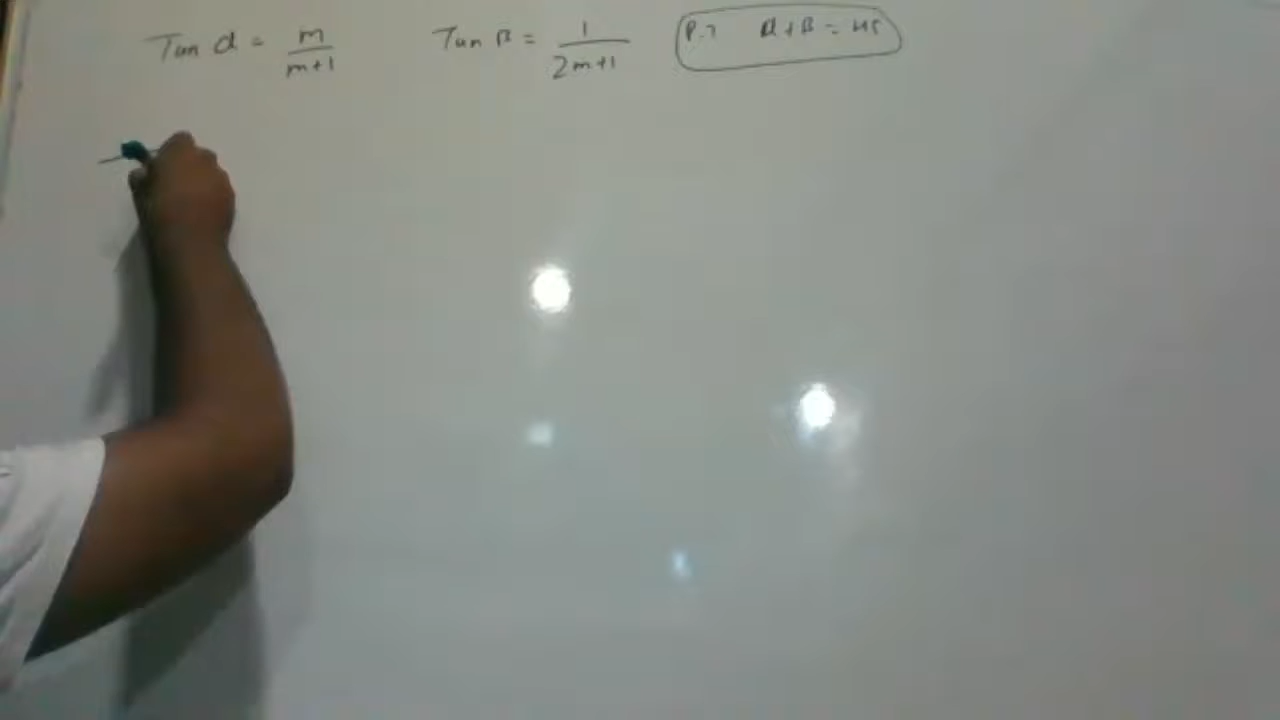 Tan α = m/m+1 Tan β = 1/2m+1 P.T α+β = 45